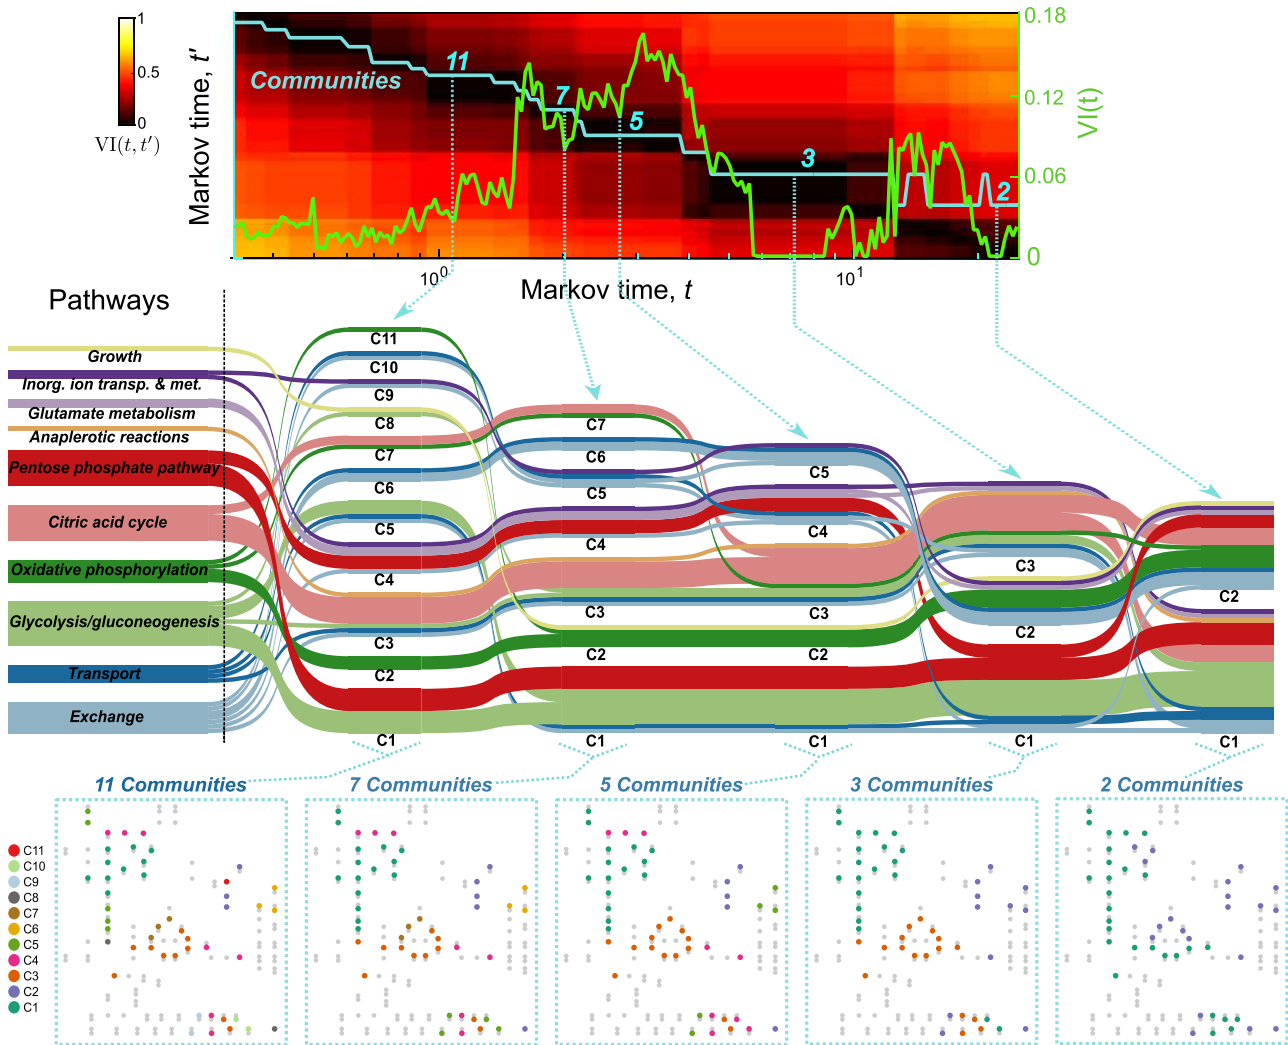 1
0.5
0
VI(t, t′)
Markov time, t′
Communities
11
7
5
3
2
0.18
0.12
0.06
0
VI(t)
10⁰
10¹
Markov time, t
Pathways
Growth
Inorg. ion transp. & met.
Glutamate metabolism
Anaplerotic reactions
Pentose phosphate pathway
Citric acid cycle
Oxidative phosphorylation
Glycolysis/gluconeogenesis
Transport
Exchange
C11
C10
C9
C8
C7
C6
C5
C4
C3
C2
C1
C7
C6
C5
C4
C3
C2
C1
C5
C4
C3
C2
C1
C3
C2
C1
C2
C1
11 Communities
7 Communities
5 Communities
3 Communities
2 Communities
C11
C10
C9
C8
C7
C6
C5
C4
C3
C2
C1